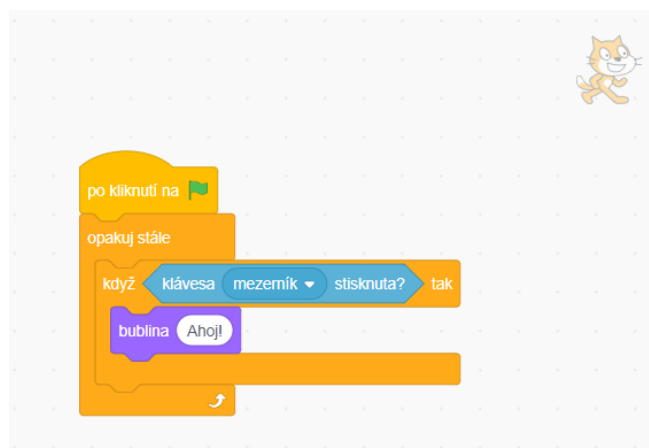 po kliknutí na
opakuj stále
když klávesa mezerník stisknuta? tak
bublina Ahoj!